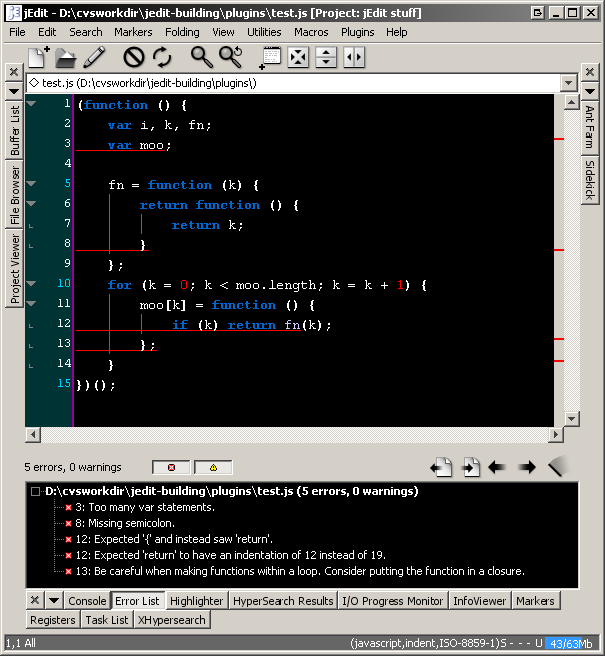 jEdit - D:\cvsworkdir\jedit-building\plugins\test.js [Project: jEdit stuff]
File Edit Search Markers Folding View Utilities Macros Plugins Help
test.js (D:\cvsworkdir\jedit-building\plugins\)
Buffer List
File Browser
Project Viewer
1 (function () {
2 var i, k, fn;
3 var moo;
4
5 fn = function (k) {
6 return function () {
7 return k;
8 }
9 };
10 for (k = 0; k < moo.length; k = k + 1) {
11 moo[k] = function () {
12 if (k) return fn(k);
13 };
14 }
15 })();
Ant Farm
Sidekick
5 errors, 0 warnings
D:\cvsworkdir\jedit-building\plugins\test.js (5 errors, 0 warnings)
3: Too many var statements.
8: Missing semicolon.
12: Expected '{' and instead saw 'return'.
12: Expected 'return' to have an indentation of 12 instead of 19.
13: Be careful when making functions within a loop. Consider putting the function in a closure.
Console Error List Highlighter HyperSearch Results I/O Progress Monitor InfoViewer Markers
Registers Task List XHypersearch
1,1 All (javascript,indent,ISO-8859-1)S - - - U 43/63Mb